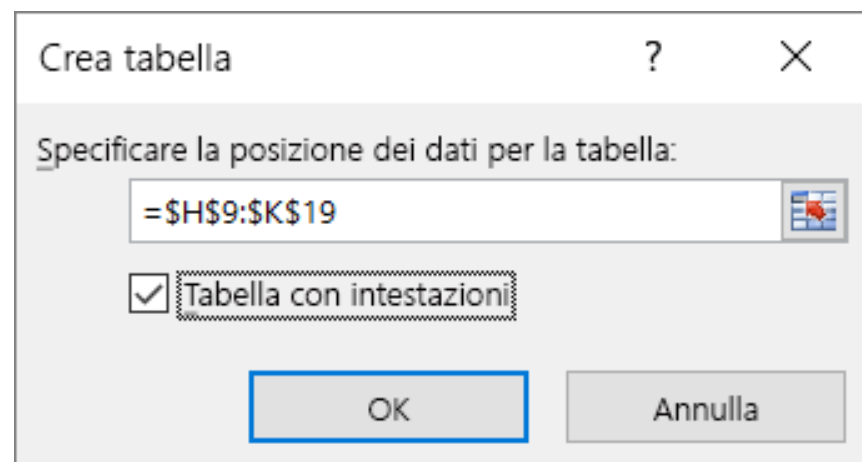 Crea tabella ?
Specificare la posizione dei dati per la tabella:
=$H$9:$K$19
Tabella con intestazioni
OK Annulla